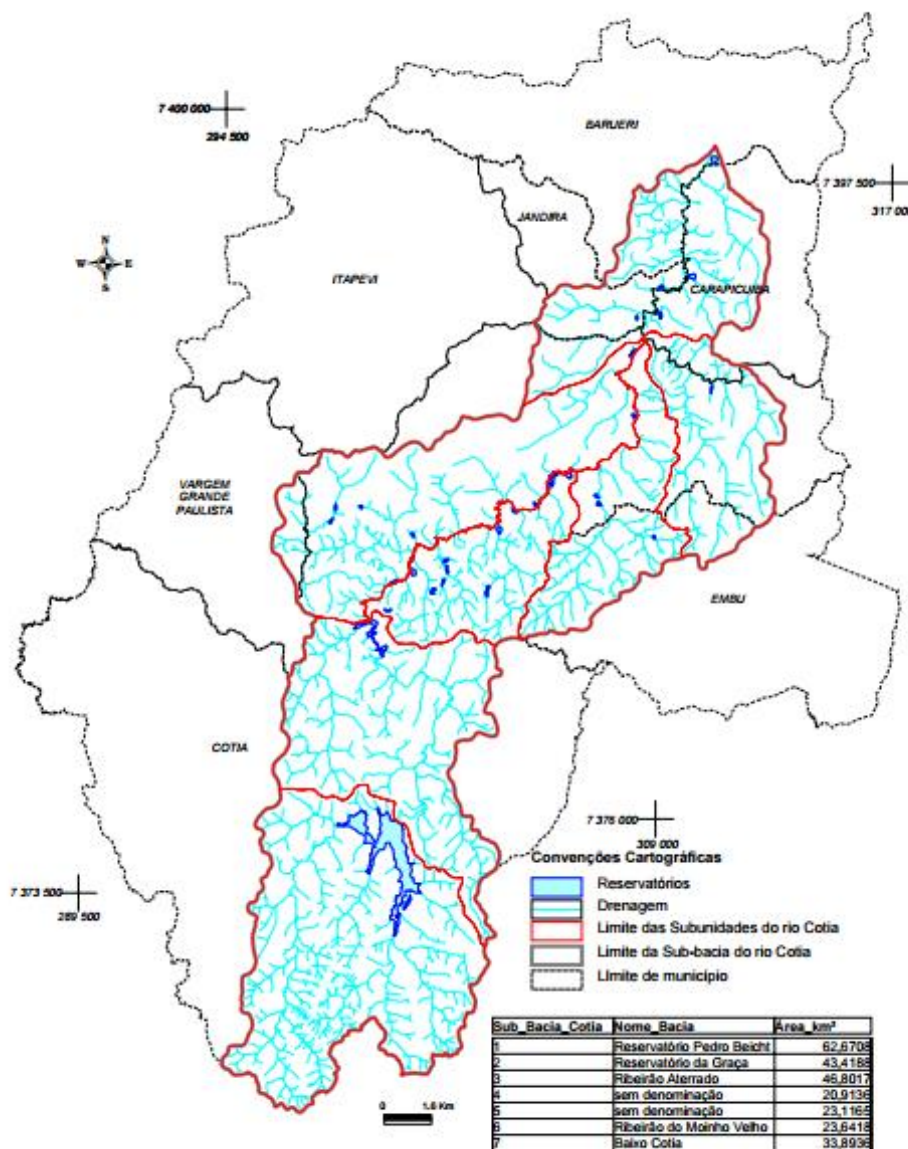 7 400 000
294 500
BARUERI
7 397 500
317 00
JANDIRA
N
W E
S
ITAPEVI
CARAPICUIBA
VARGEM
GRANDE
PAULISTA
EMBU
COTIA
7 376 000
309 000
7 373 500
289 500
Convenções Cartográficas
Reservatórios
Drenagem
Limite das Subunidades do rio Cotia
Limite da Sub-bacia do rio Cotia
Limite de município
0 1,6 Km
Sub_Bacia_Cotia Nome_Bacia Área_km²
1 Reservatório Pedro Beicht 62,6708
2 Reservatório da Graça 43,4188
3 Ribeirão Aterrado 46,8017
4 sem denominação 20,9136
5 sem denominação 23,1165
6 Ribeirão do Moinho Velho 23,6418
7 Baixo Cotia 33,8936